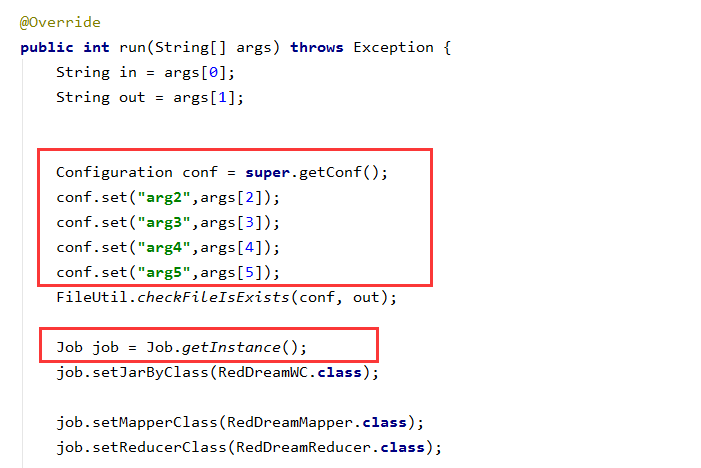 @Override
public int run(String[] args) throws Exception {
String in = args[0];
String out = args[1];
Configuration conf = super.getConf();
conf.set("arg2",args[2]);
conf.set("arg3",args[3]);
conf.set("arg4",args[4]);
conf.set("arg5",args[5]);
FileUtil.checkFileIsExists(conf, out);
Job job = Job.getInstance();
job.setJarByClass(RedDreamWC.class);
job.setMapperClass(RedDreamMapper.class);
job.setReducerClass(RedDreamReducer.class);